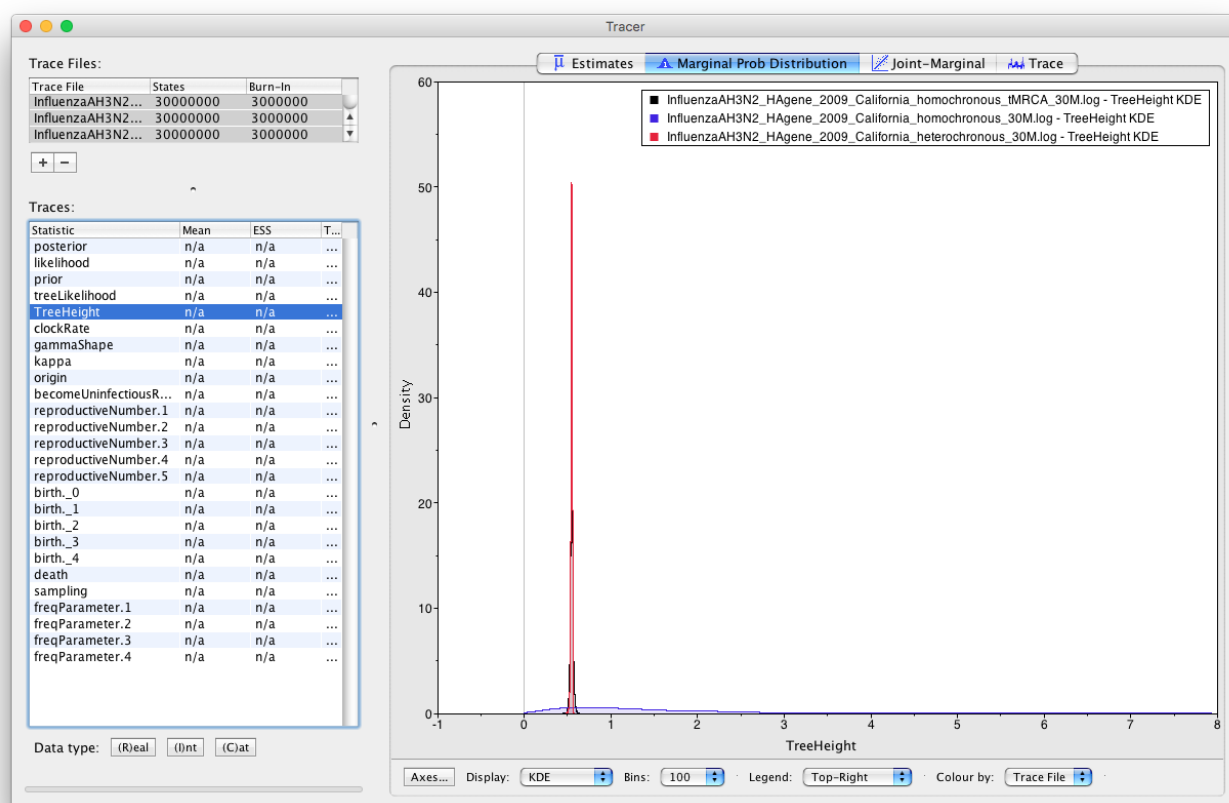 Tracer
Trace Files:
Trace File States Burn-In
InfluenzaAH3N2... 30000000 3000000
InfluenzaAH3N2... 30000000 3000000
InfluenzaAH3N2... 30000000 3000000
+ −
Traces:
Statistic Mean ESS T...
posterior n/a n/a ...
likelihood n/a n/a ...
prior n/a n/a ...
treeLikelihood n/a n/a ...
TreeHeight n/a n/a ...
clockRate n/a n/a ...
gammaShape n/a n/a ...
kappa n/a n/a ...
origin n/a n/a ...
becomeUninfectiousR... n/a n/a ...
reproductiveNumber.1 n/a n/a ...
reproductiveNumber.2 n/a n/a ...
reproductiveNumber.3 n/a n/a ...
reproductiveNumber.4 n/a n/a ...
reproductiveNumber.5 n/a n/a ...
birth._0 n/a n/a ...
birth._1 n/a n/a ...
birth._2 n/a n/a ...
birth._3 n/a n/a ...
birth._4 n/a n/a ...
death n/a n/a ...
sampling n/a n/a ...
freqParameter.1 n/a n/a ...
freqParameter.2 n/a n/a ...
freqParameter.3 n/a n/a ...
freqParameter.4 n/a n/a ...
Data type: (R)eal (I)nt (C)at
Estimates Marginal Prob Distribution Joint-Marginal Trace
InfluenzaAH3N2_HAgene_2009_California_homochronous_tMRCA_30M.log - TreeHeight KDE
InfluenzaAH3N2_HAgene_2009_California_homochronous_30M.log - TreeHeight KDE
InfluenzaAH3N2_HAgene_2009_California_heterochronous_30M.log - TreeHeight KDE
60
50
40
30
20
10
0
Density
-1 0 1 2 3 4 5 6 7 8
TreeHeight
Axes... Display: KDE Bins: 100 Legend: Top-Right Colour by: Trace File